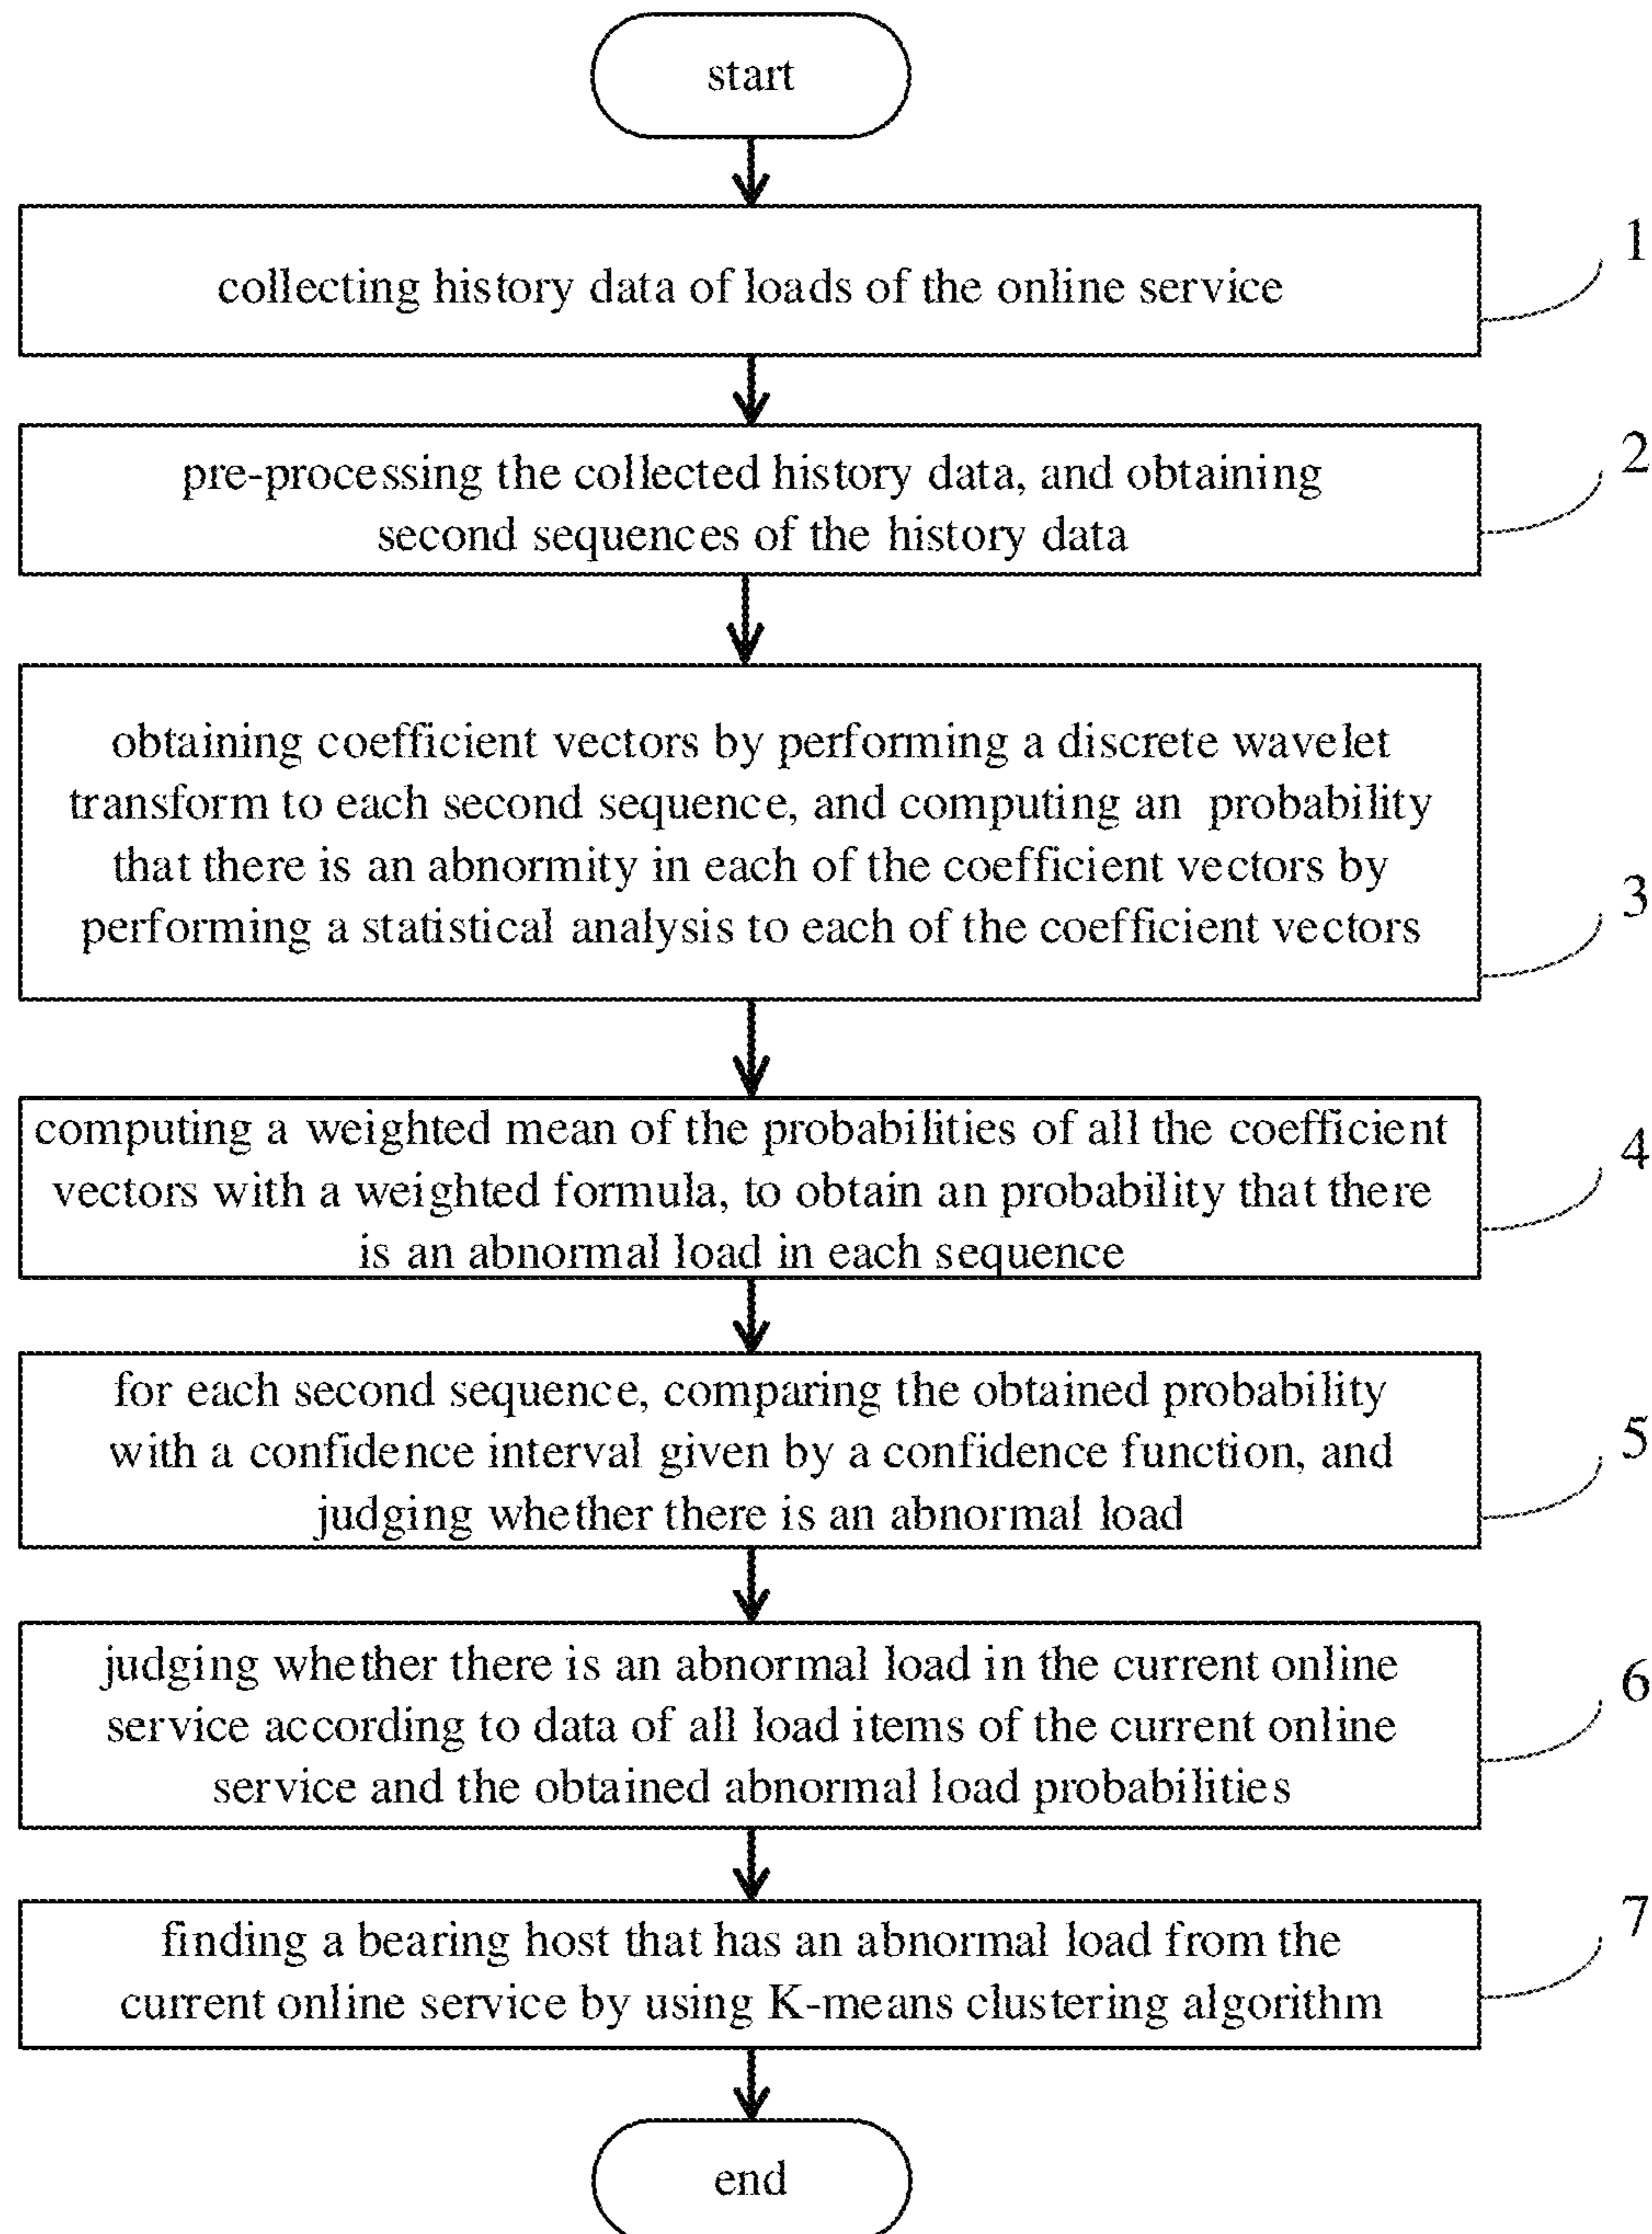 start
collecting history data of loads of the online service
1
pre-processing the collected history data, and obtaining
second sequences of the history data
2
obtaining coefficient vectors by performing a discrete wavelet
transform to each second sequence, and computing an probability
that there is an abnormity in each of the coefficient vectors by
performing a statistical analysis to each of the coefficient vectors
3
computing a weighted mean of the probabilities of all the coefficient
vectors with a weighted formula, to obtain an probability that there
is an abnormal load in each sequence
4
for each second sequence, comparing the obtained probability
with a confidence interval given by a confidence function, and
judging whether there is an abnormal load
5
judging whether there is an abnormal load in the current online
service according to data of all load items of the current online
service and the obtained abnormal load probabilities
6
finding a bearing host that has an abnormal load from the
current online service by using K-means clustering algorithm
7
end